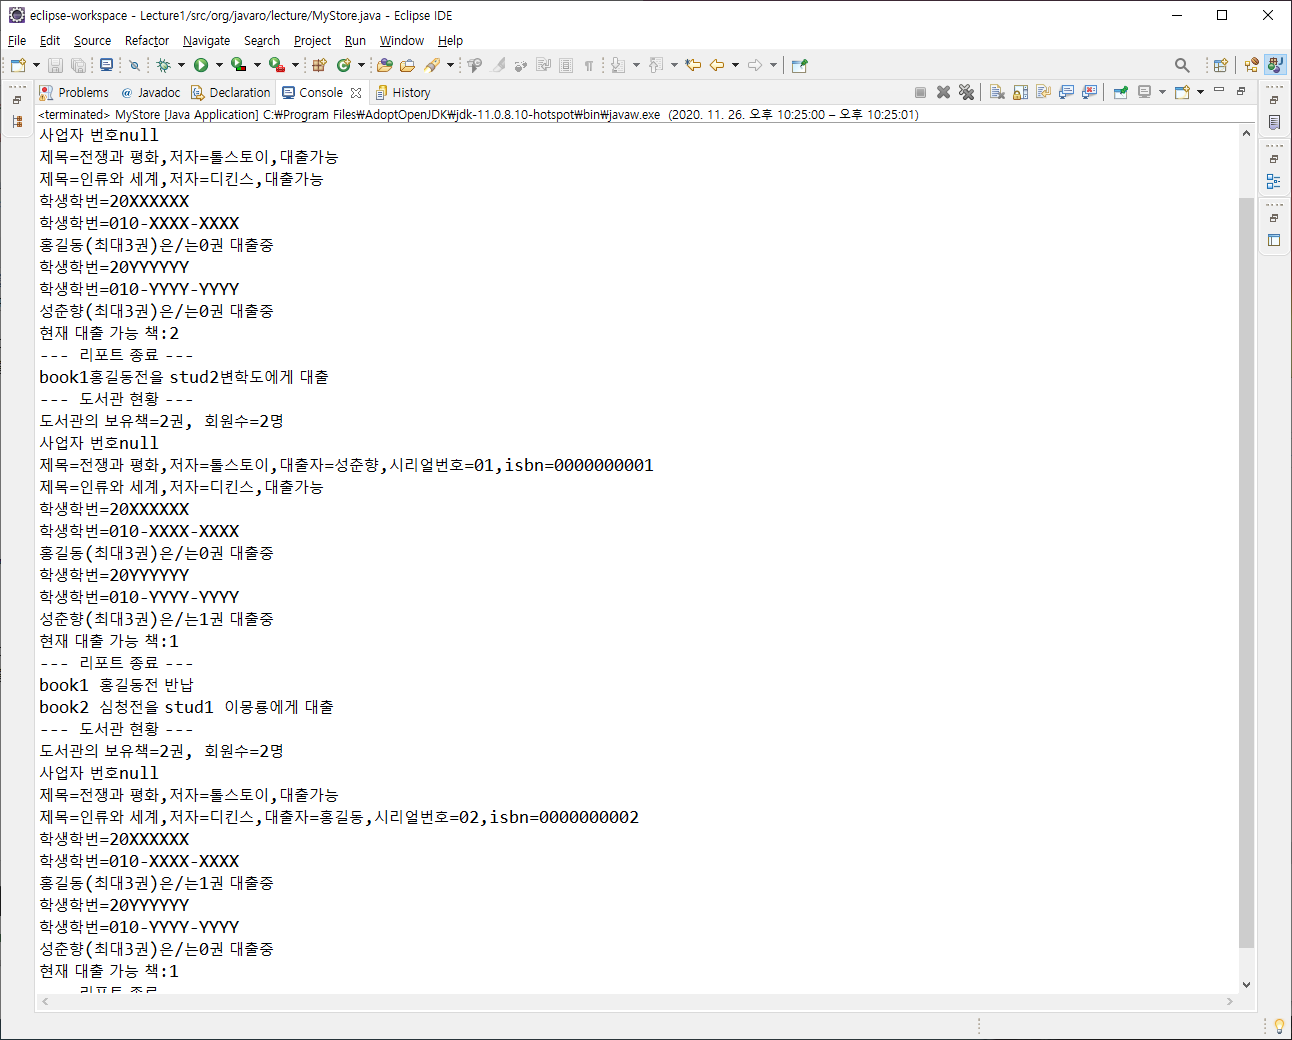 eclipse-workspace - Lecture1/src/org/javaro/lecture/MyStore.java - Eclipse IDE
File Edit Source Refactor Navigate Search Project Run Window Help
Problems @ Javadoc Declaration Console History
<terminated> MyStore [Java Application] C:₩Program Files₩AdoptOpenJDK₩jdk-11.0.8.10-hotspot₩bin₩javaw.exe (2020. 11. 26. 오후 10:25:00 – 오후 10:25:01)
사업자 번호null
제목=전쟁과 평화,저자=톨스토이,대출가능
제목=인류와 세계,저자=디킨스,대출가능
학생학번=20XXXXXX
학생학번=010-XXXX-XXXX
홍길동(최대3권)은/는0권 대출중
학생학번=20YYYYYY
학생학번=010-YYYY-YYYY
성춘향(최대3권)은/는0권 대출중
현재 대출 가능 책:2
--- 리포트 종료 ---
book1홍길동전을 stud2변학도에게 대출
--- 도서관 현황 ---
도서관의 보유책=2권, 회원수=2명
사업자 번호null
제목=전쟁과 평화,저자=톨스토이,대출자=성춘향,시리얼번호=01,isbn=0000000001
제목=인류와 세계,저자=디킨스,대출가능
학생학번=20XXXXXX
학생학번=010-XXXX-XXXX
홍길동(최대3권)은/는0권 대출중
학생학번=20YYYYYY
학생학번=010-YYYY-YYYY
성춘향(최대3권)은/는1권 대출중
현재 대출 가능 책:1
--- 리포트 종료 ---
book1 홍길동전 반납
book2 심청전을 stud1 이몽룡에게 대출
--- 도서관 현황 ---
도서관의 보유책=2권, 회원수=2명
사업자 번호null
제목=전쟁과 평화,저자=톨스토이,대출가능
제목=인류와 세계,저자=디킨스,대출자=홍길동,시리얼번호=02,isbn=0000000002
학생학번=20XXXXXX
학생학번=010-XXXX-XXXX
홍길동(최대3권)은/는1권 대출중
학생학번=20YYYYYY
학생학번=010-YYYY-YYYY
성춘향(최대3권)은/는0권 대출중
현재 대출 가능 책:1
리포트 종료